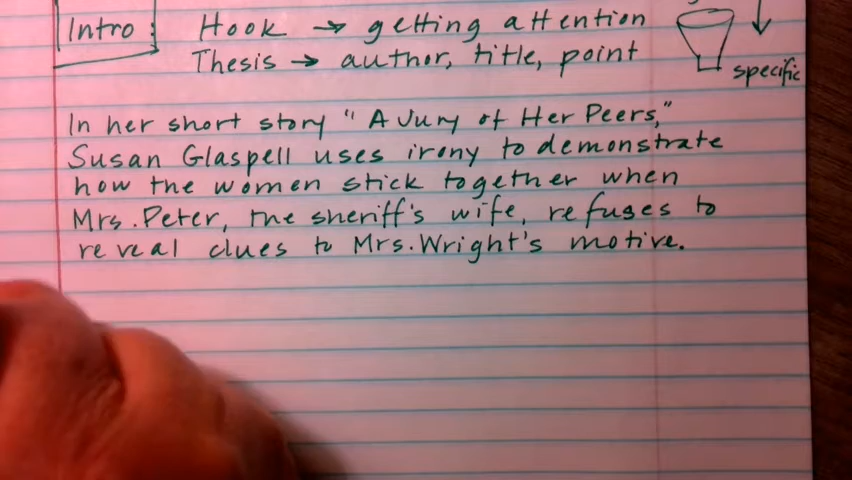 Intro: Hook → getting attention
Thesis → author, title, point
specific
In her short story "A Jury of Her Peers,"
Susan Glaspell uses irony to demonstrate
how the women stick together when
Mrs. Peter, the sheriff's wife, refuses to
reveal clues to Mrs. Wright's motive.